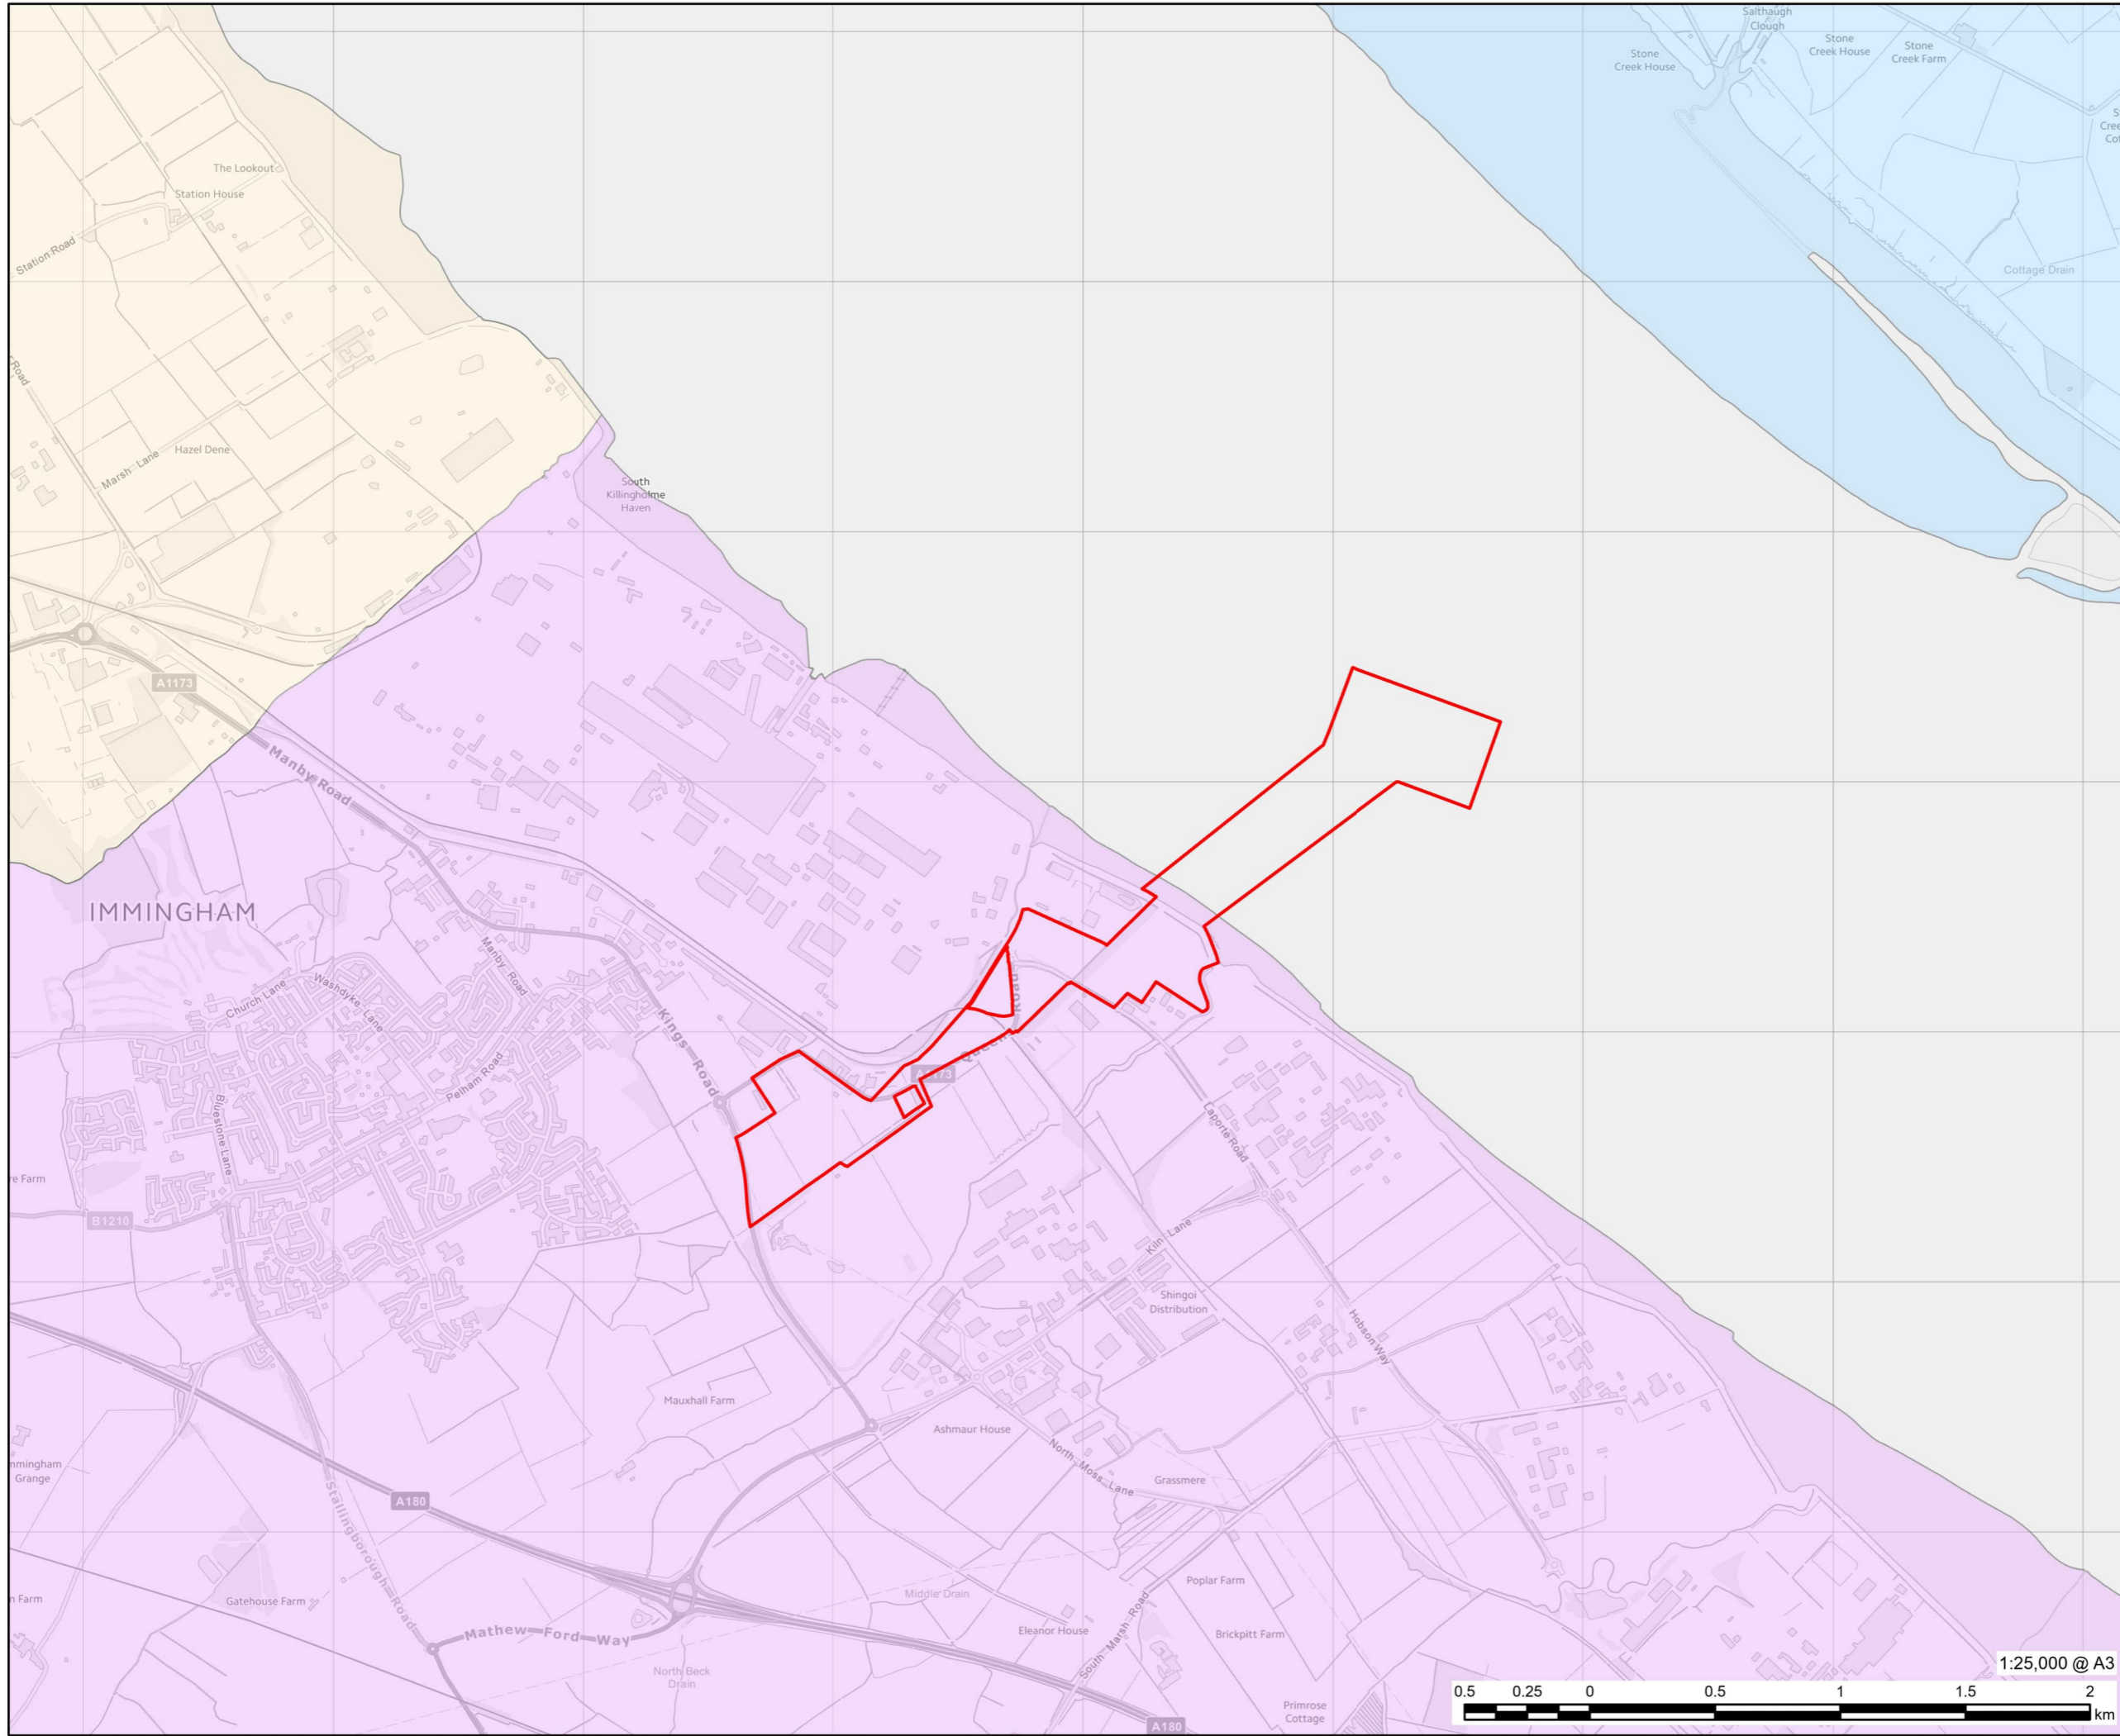 Salthaugh
Clough
Stone
Creek House
Stone
Creek House
Stone
Creek Farm
The Lookout
Station House
Station Road
Cottage Drain
Road
Hazel Dene
Marsh Lane
South
Killingholme
Haven
A1173
Manby Road
IMMINGHAM
Manby Road
Church Lane
Washdyke Lane
Kings Road
Pelham Road
Bluestone Lane
Road
Queen
Laporte Road
B1210
Kiln Lane
Shingoi
Distribution
Hobson Way
Mauxhall Farm
Ashmaur House
North Moss Lane
Grassmere
Grange
A180
Stallingborough Road
Gatehouse Farm
Middle Drain
Poplar Farm
Mathew Ford Way
Eleanor House
South Marsh Road
Brickpitt Farm
North Beck
Drain
Primrose
Cottage
A180
1:25,000 @ A3
0.5 0.25 0 0.5 1 1.5 2
km